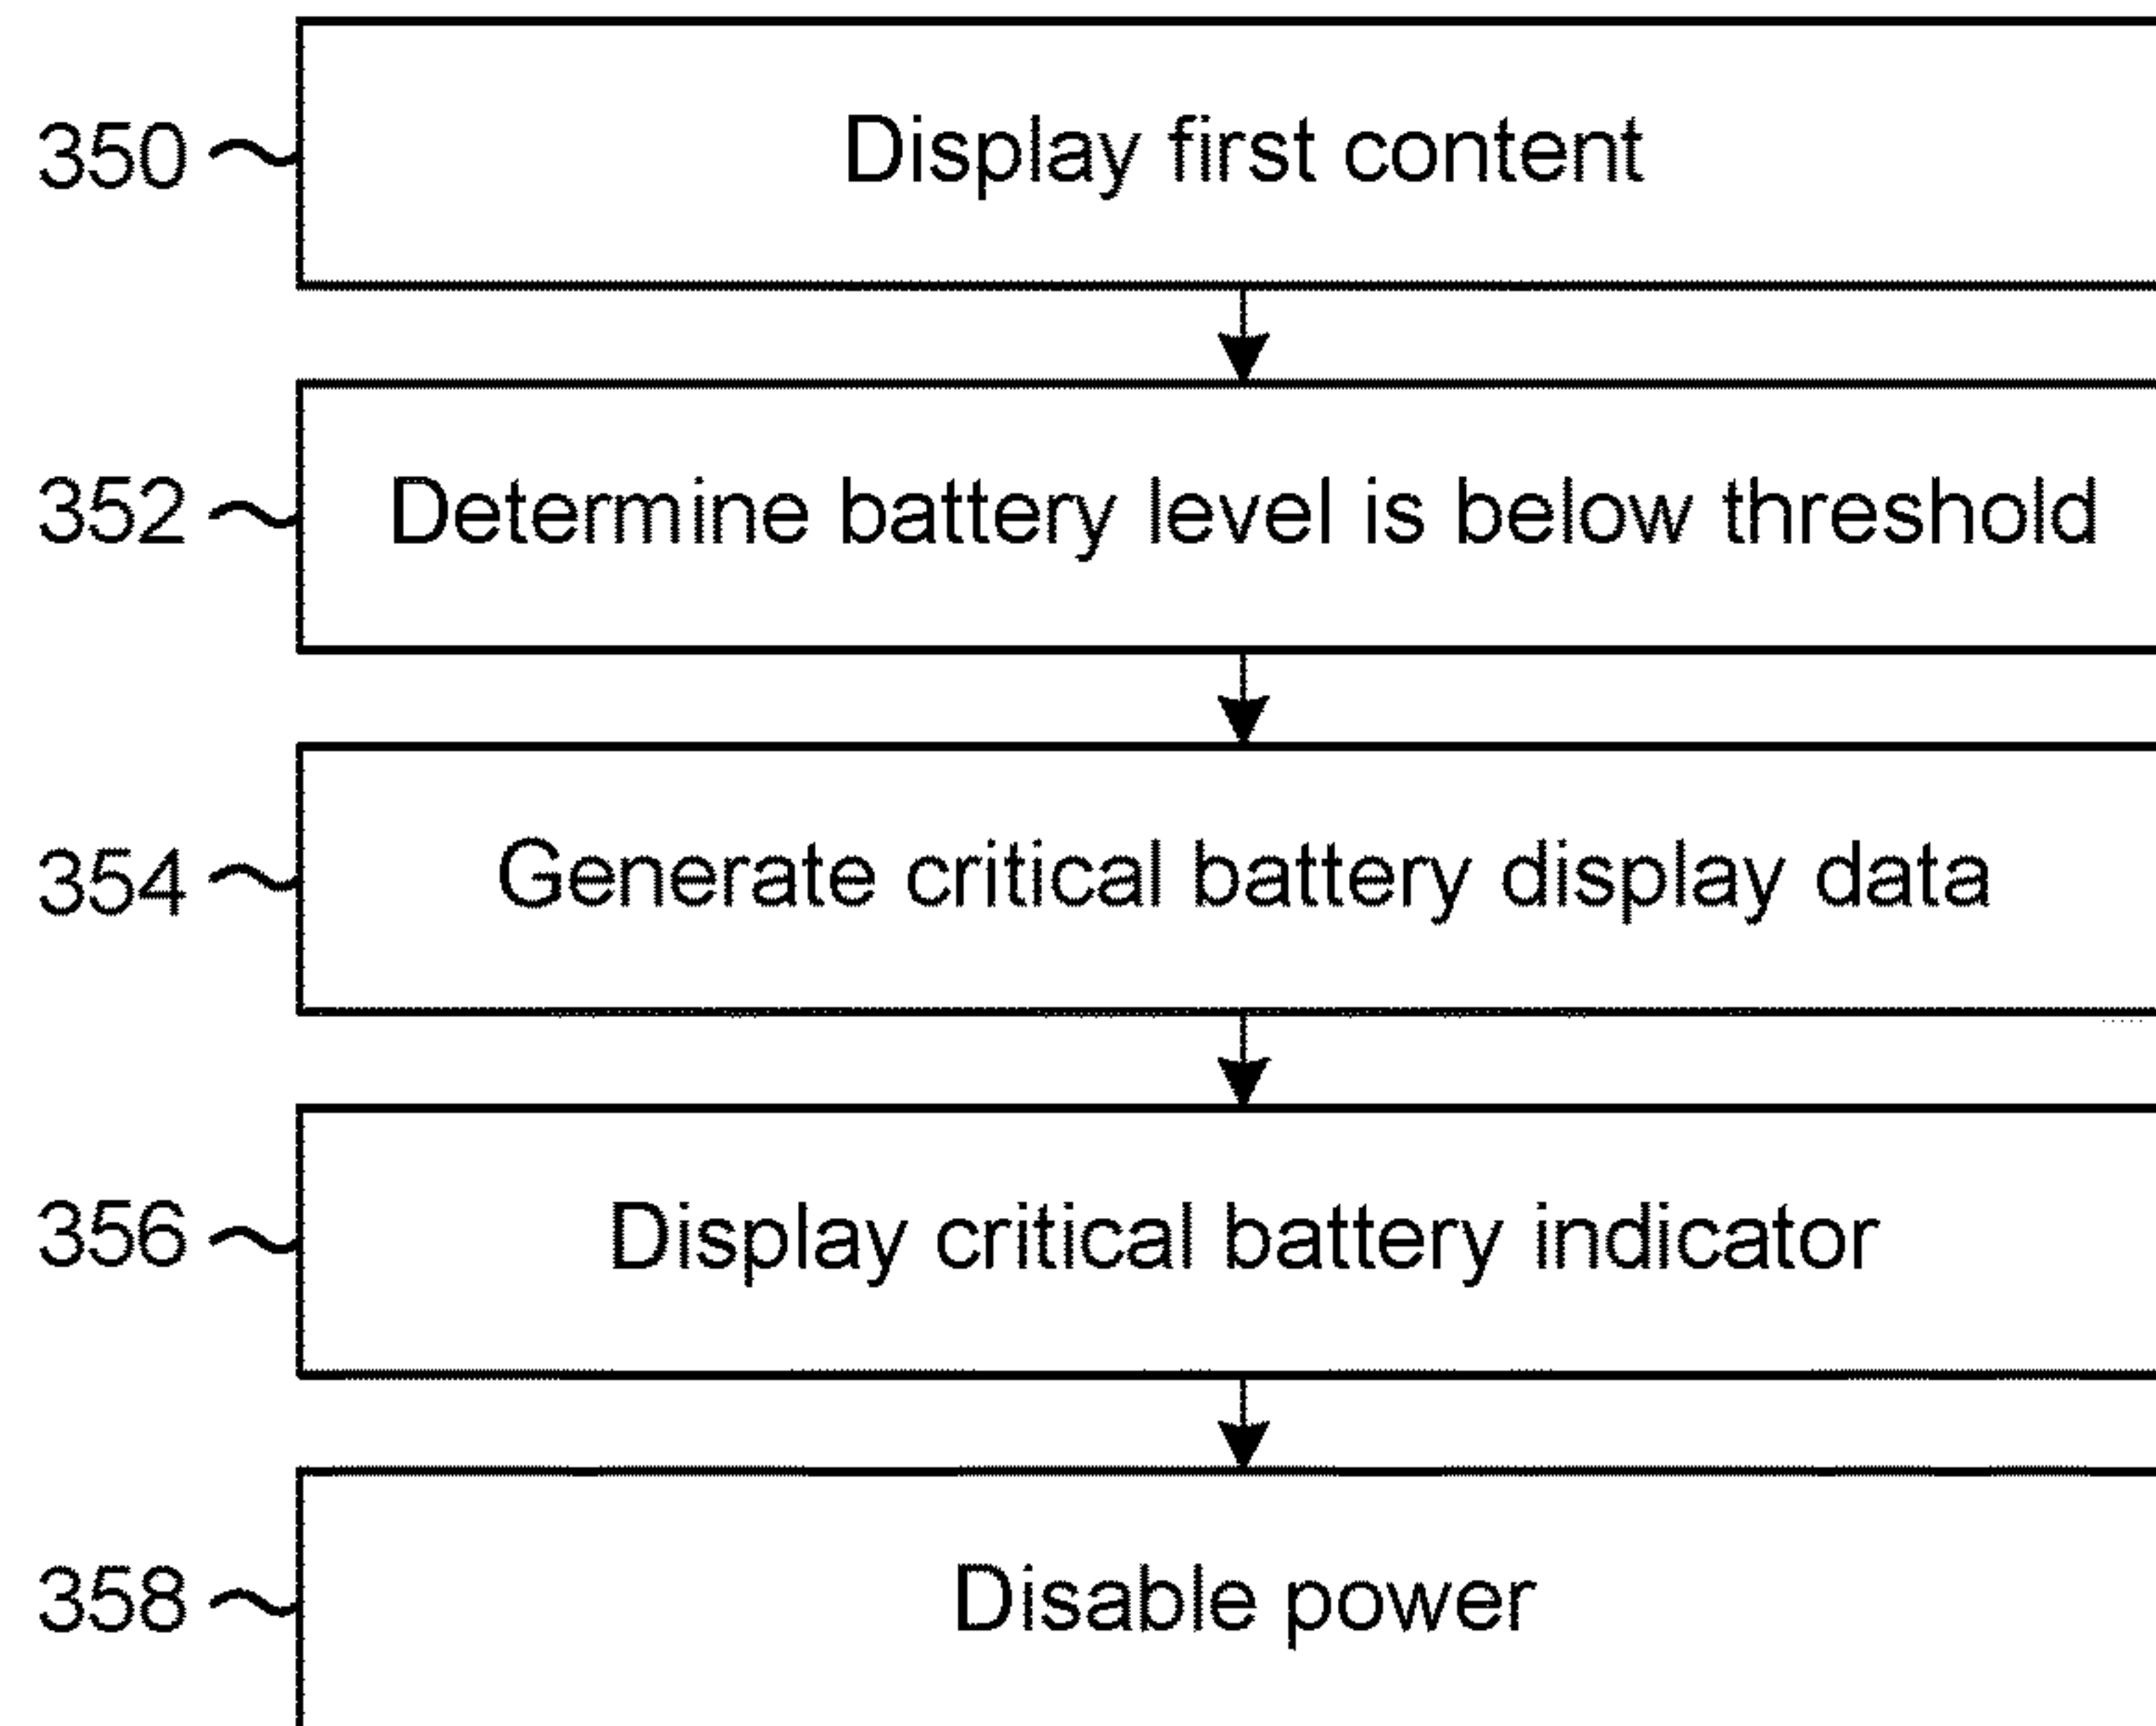 350 Display first content
352 Determine battery level is below threshold
354 Generate critical battery display data
356 Display critical battery indicator
358 Disable power